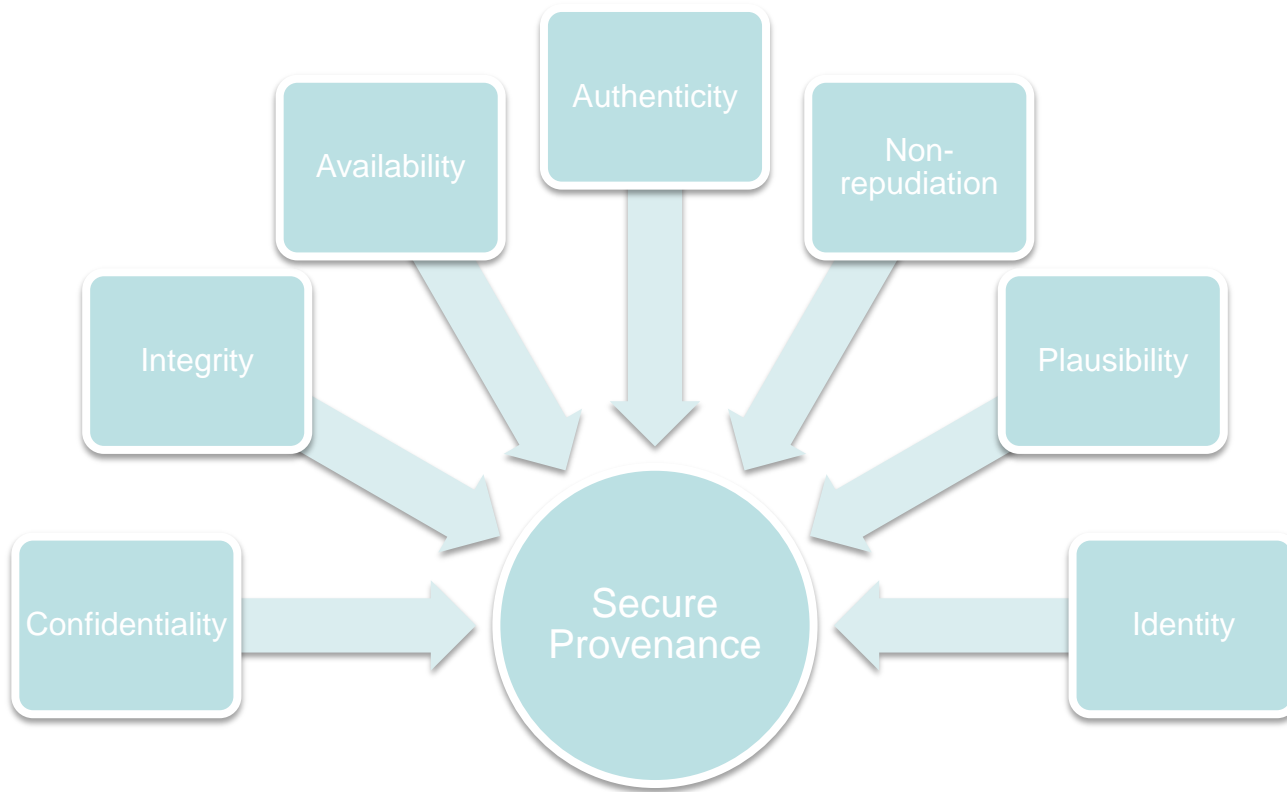 Authenticity
Availability
Non-
repudiation
Integrity
Plausibility
Confidentiality
Secure
Provenance
Identity